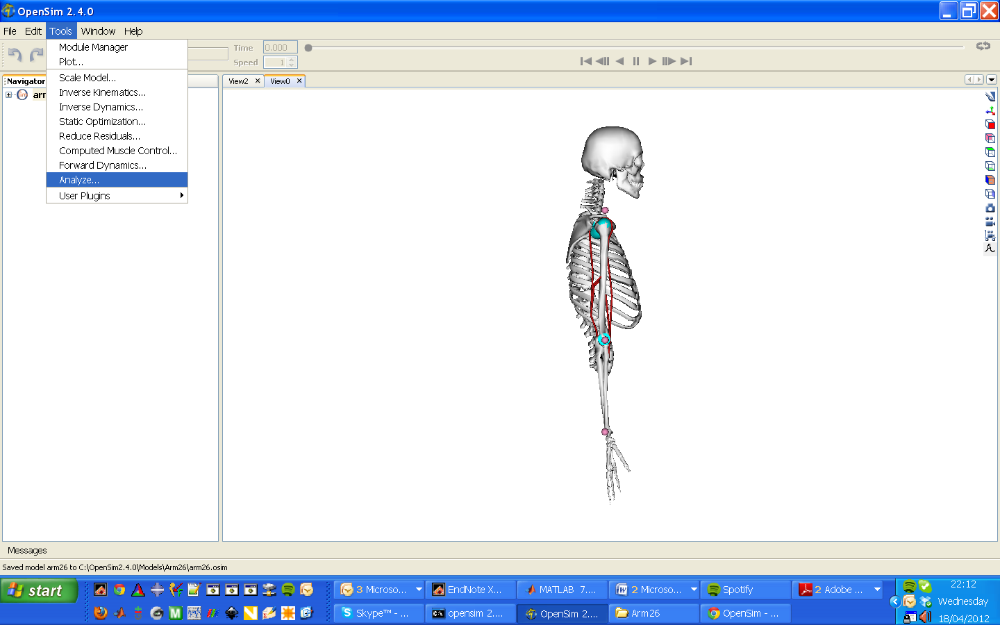 OpenSim 2.4.0
File Edit Tools Window Help
Module Manager
Plot...
Scale Model...
Inverse Kinematics...
Inverse Dynamics...
Static Optimization...
Reduce Residuals...
Computed Muscle Control...
Forward Dynamics...
Analyze...
User Plugins
Time 0.000
Speed 1
Navigator
arm
View2 View0
Messages
Saved model arm26 to C:\OpenSim2.4.0\Models\Arm26\arm26.osim
start
3 Microso... EndNote X... MATLAB 7.... 2 Microso... Spotify 2 Adobe ...
Skype™ - ... opensim 2.... OpenSim 2.... Arm26 OpenSim - ...
22:12
Wednesday
18/04/2012